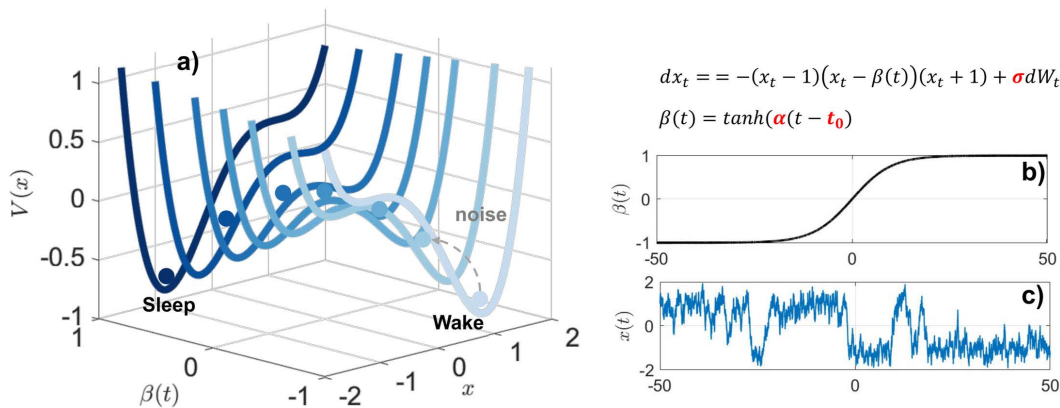 a)
V(x)
1
0.5
0
-0.5
-1
noise
Sleep
Wake
1
0
-1
β(t)
-2
-1
0
1
2
x
dx_t = = −(x_t − 1)(x_t − β(t))(x_t + 1) + σdW_t
β(t) = tanh(α(t − t_0)
b)
β(t)
1
0
-1
-50
0
50
c)
x(t)
2
0
-2
-50
0
50